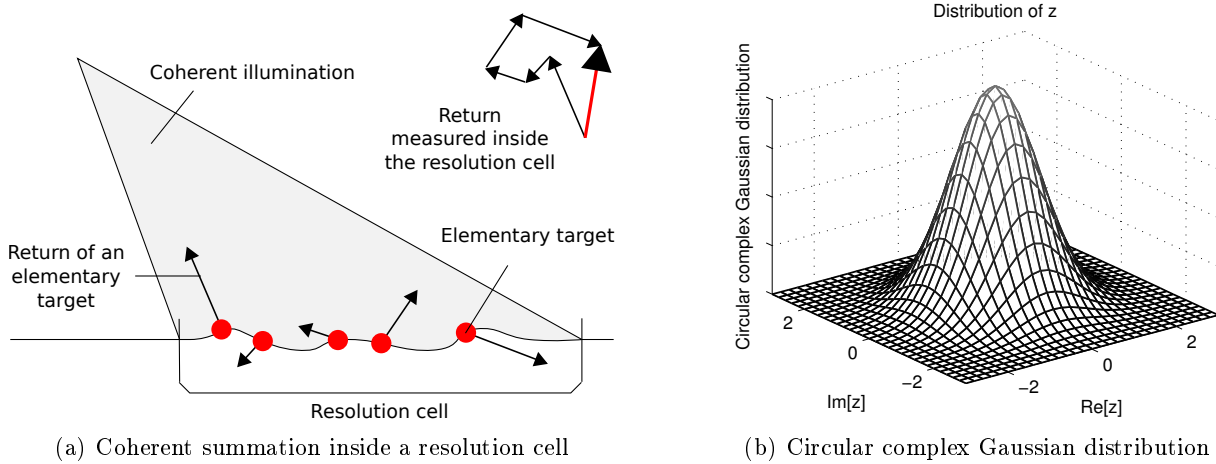 Coherent illumination
Return
measured inside
the resolution cell
Return of an
elementary
target
Elementary target
Resolution cell
(a) Coherent summation inside a resolution cell
Distribution of z
Circular complex Gaussian distribution
2
0
−2
Im[z]
−2
0
2
Re[z]
(b) Circular complex Gaussian distribution